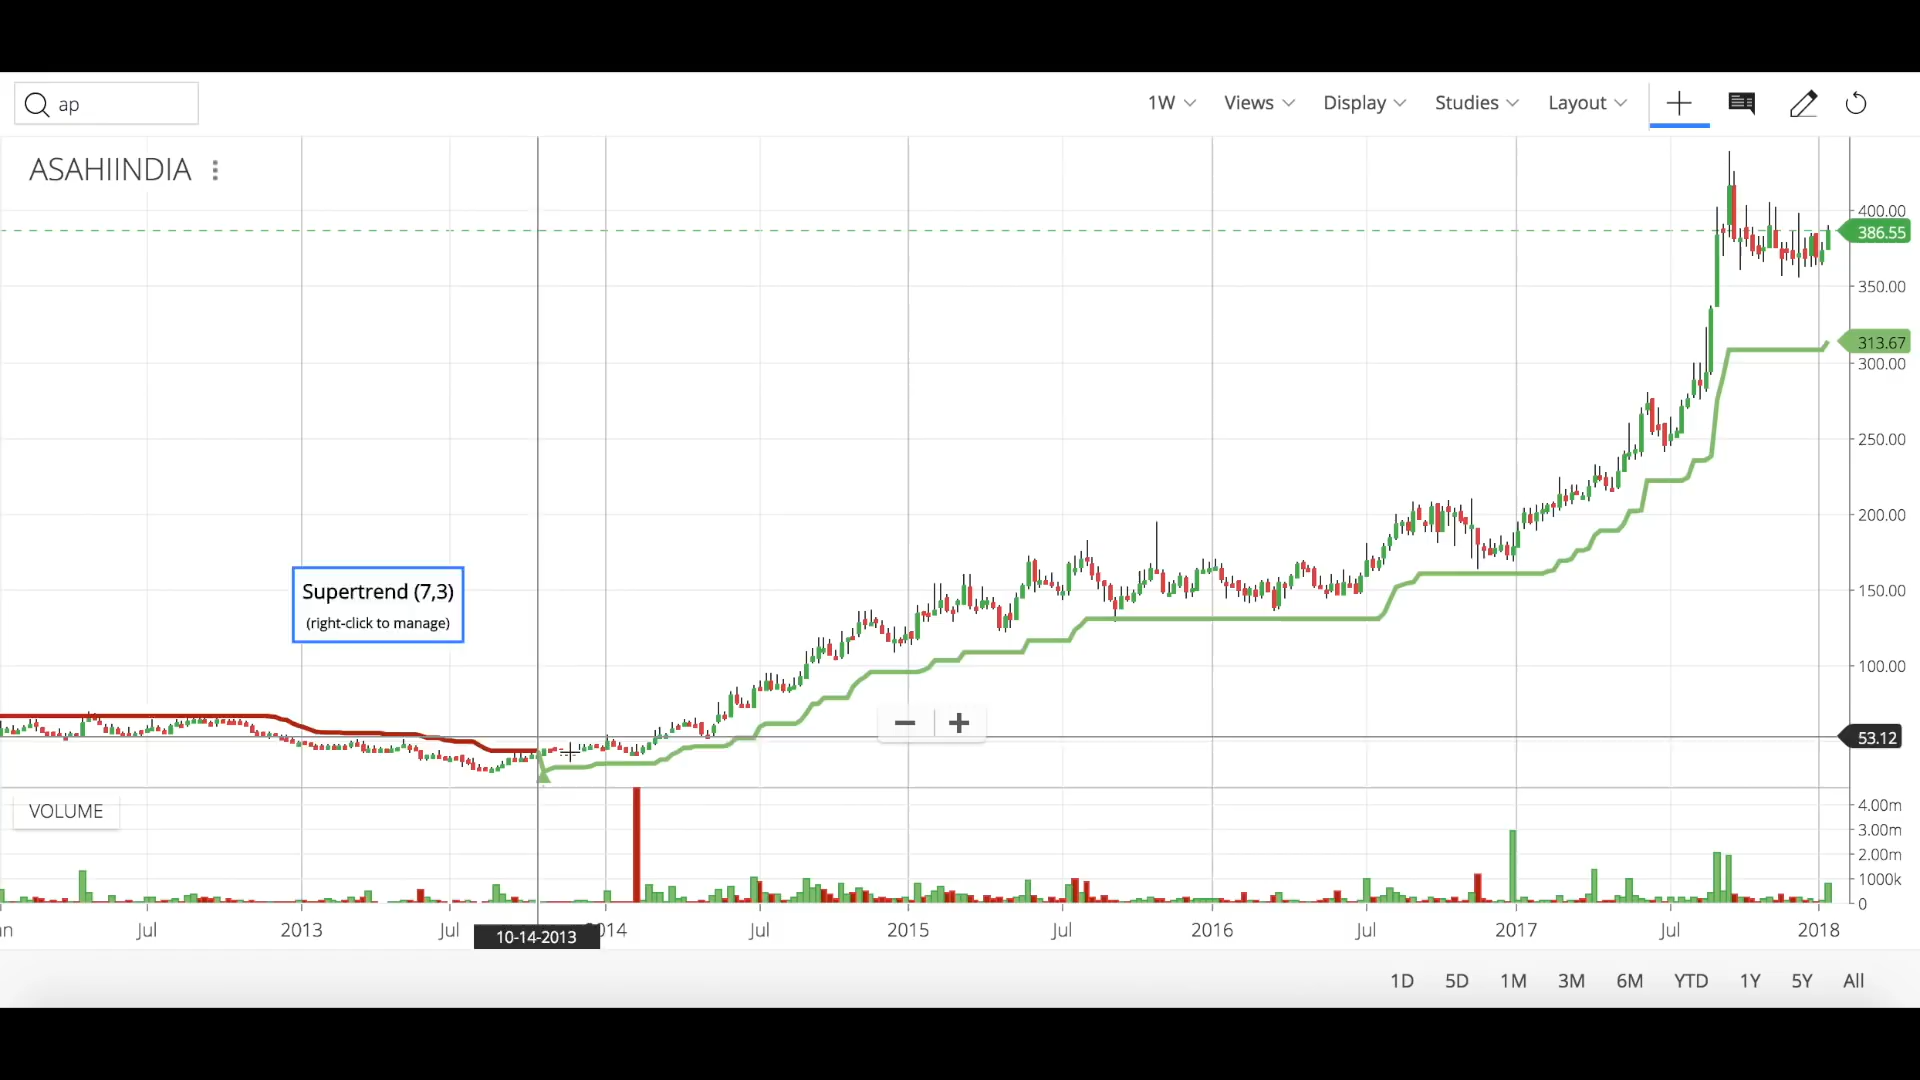 ap
1W Views Display Studies Layout
ASAHIINDIA
400.00
386.55
350.00
313.67
300.00
250.00
200.00
Supertrend (7,3)
(right-click to manage)
150.00
100.00
53.12
VOLUME
4.00m
3.00m
2.00m
1000k
0
n Jul 2013 Jul 10-14-2013 014 Jul 2015 Jul 2016 Jul 2017 Jul 2018
1D 5D 1M 3M 6M YTD 1Y 5Y All